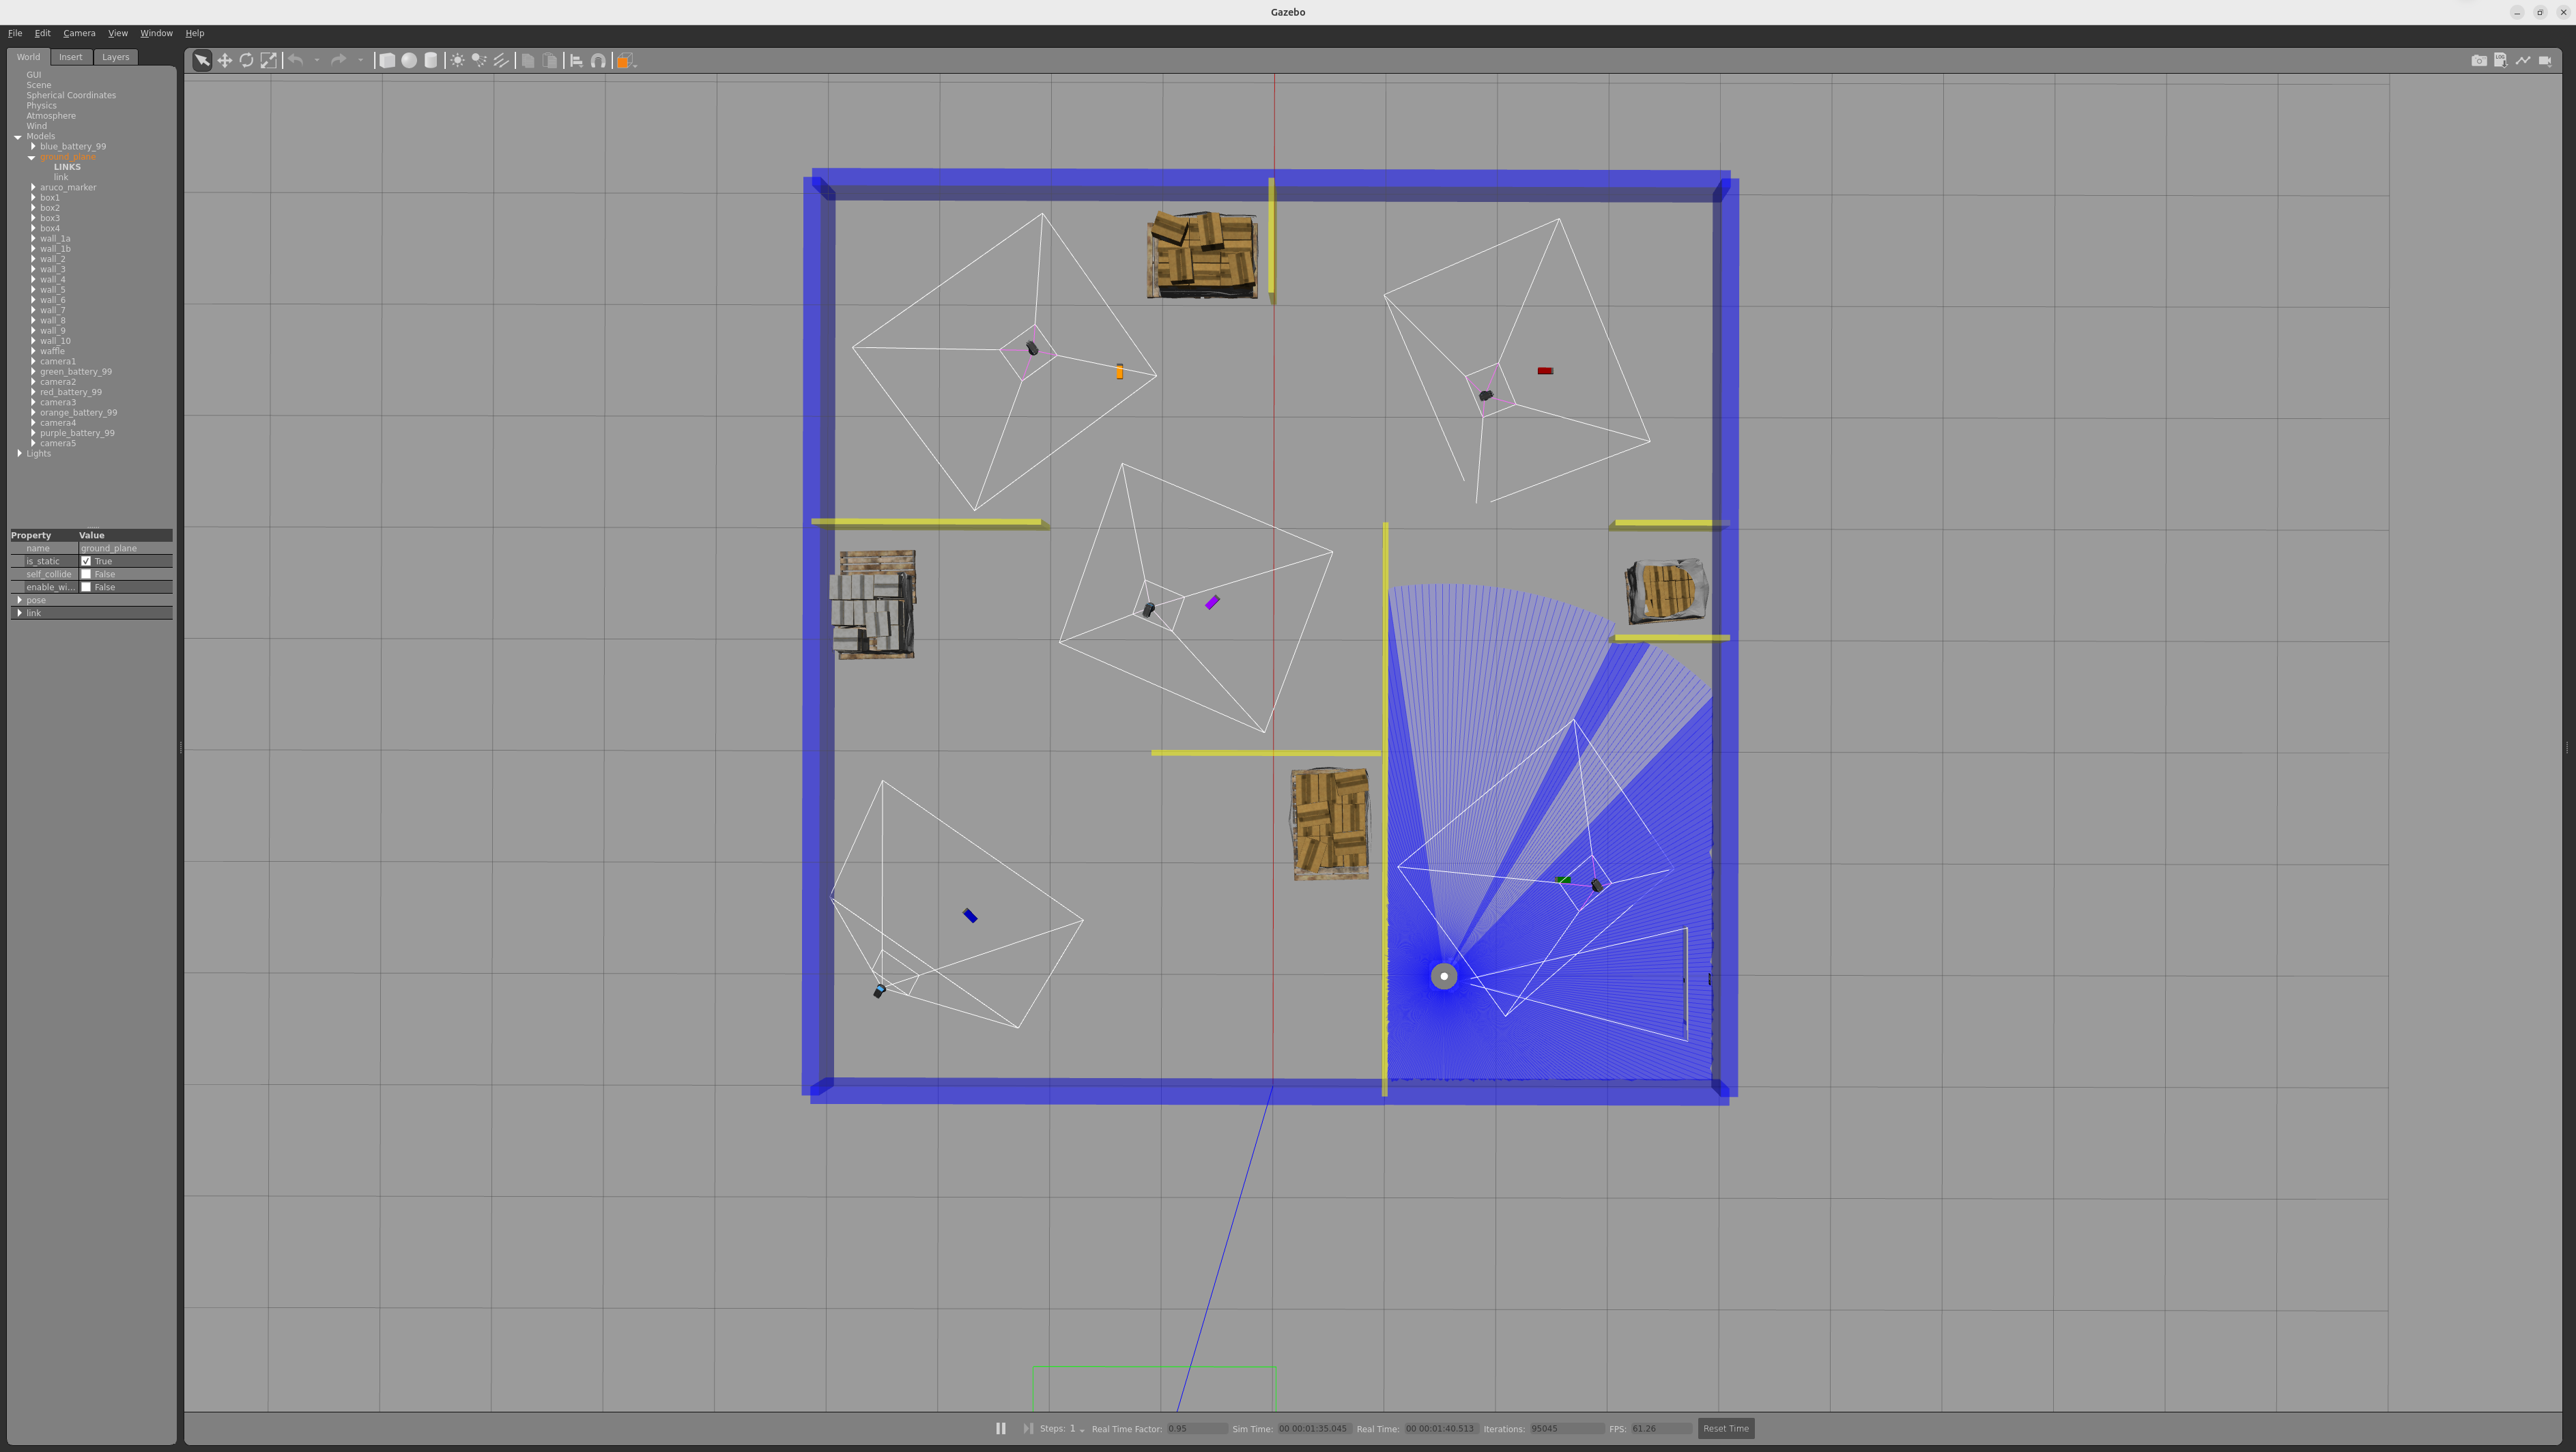 Gazebo
File Edit Camera View Window Help
World Insert Layers
GUI
Scene
Spherical Coordinates
Physics
Atmosphere
Wind
Models
blue_battery_99
ground_plane
LINKS
link
aruco_marker
box1
box2
box3
box4
wall_1a
wall_1b
wall_2
wall_3
wall_4
wall_5
wall_6
wall_7
wall_8
wall_9
wall_10
waffle
camera1
green_battery_99
camera2
red_battery_99
camera3
orange_battery_99
camera4
purple_battery_99
camera5
Lights
Property Value
name ground_plane
is_static True
self_collide False
enable_wi... False
pose
link
Steps: 1 Real Time Factor: 0.95 Sim Time: 00 00:01:35.045 Real Time: 00 00:01:40.513 Iterations: 95045 FPS: 61.26 Reset Time